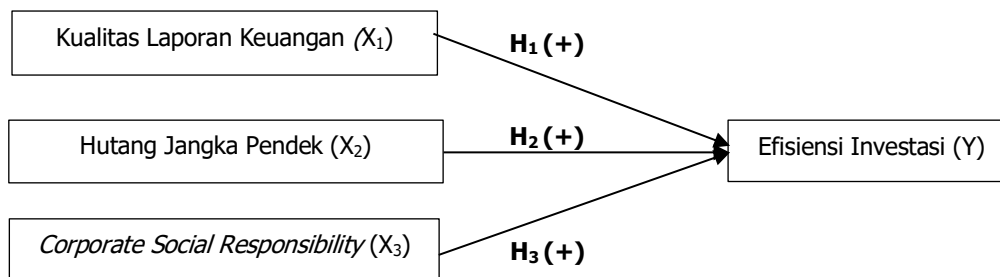 Kualitas Laporan Keuangan (X₁)
H₁ (+)
Hutang Jangka Pendek (X₂)
H₂ (+)
Efisiensi Investasi (Y)
Corporate Social Responsibility (X₃)
H₃ (+)